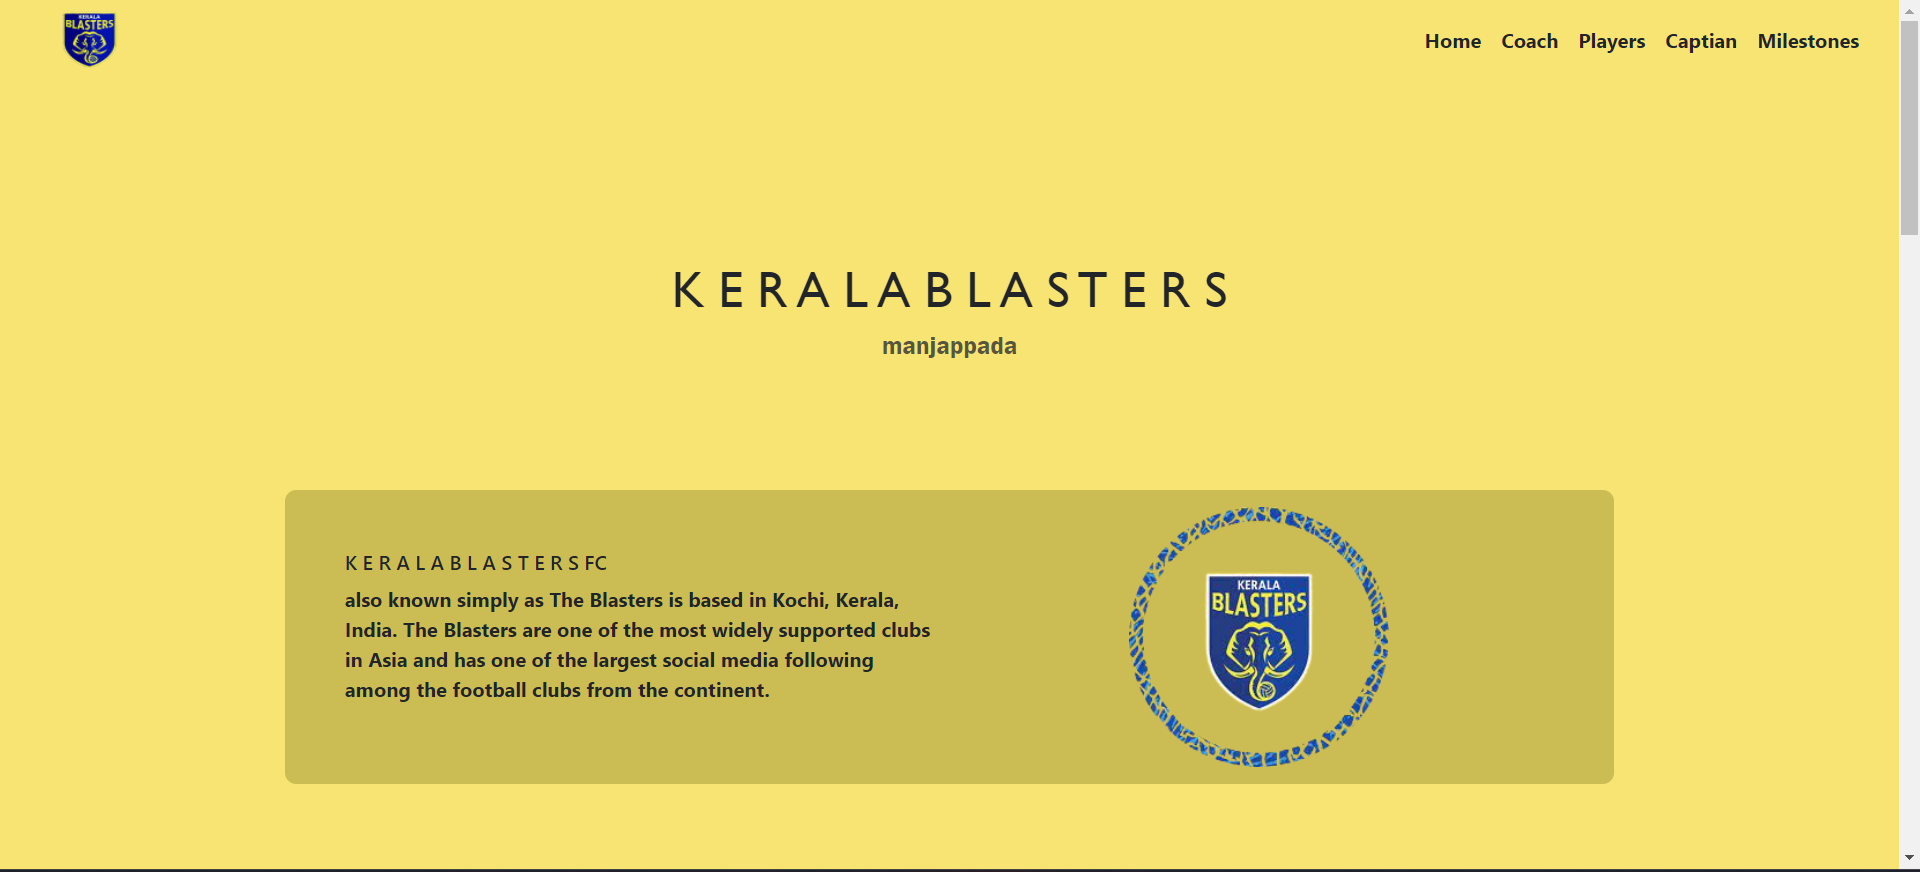 KERALA
BLASTERS
Home Coach Players Captian Milestones
K E R A L A B L A S T E R S
manjappada
K E R A L A B L A S T E R S FC
also known simply as The Blasters is based in Kochi, Kerala,
India. The Blasters are one of the most widely supported clubs
in Asia and has one of the largest social media following
among the football clubs from the continent.
KERALA
BLASTERS